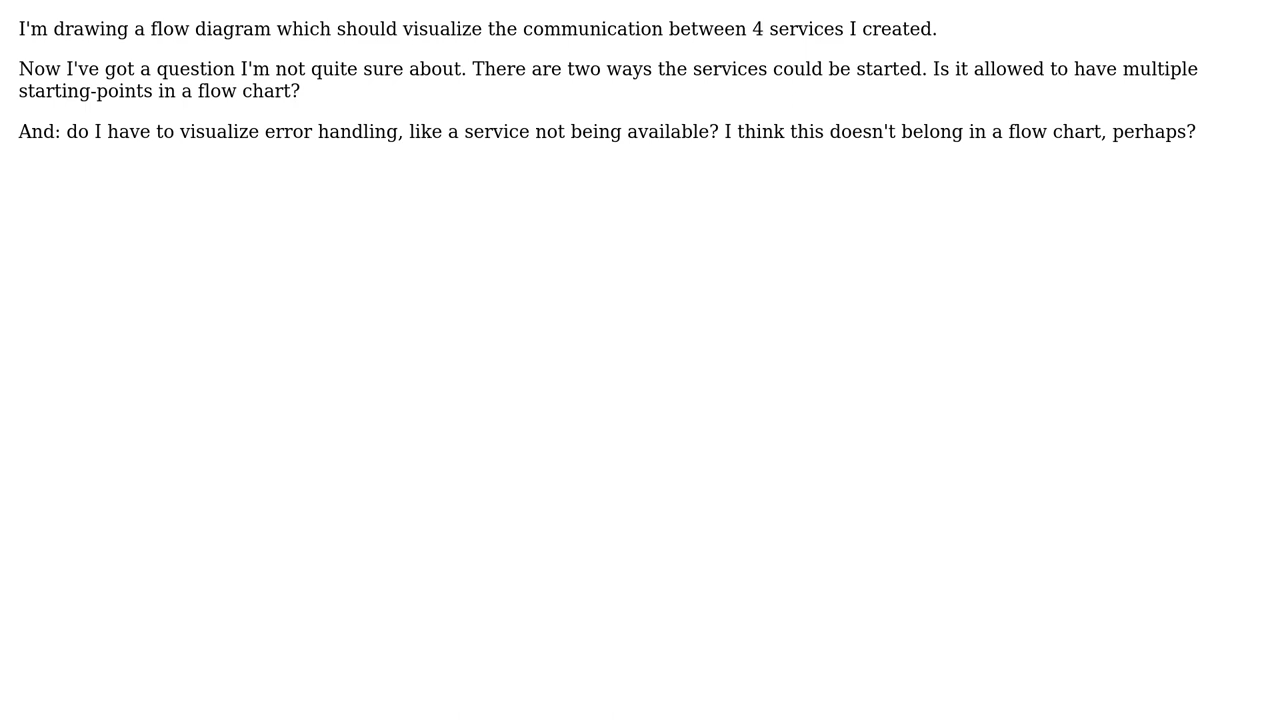 I'm drawing a flow diagram which should visualize the communication between 4 services I created.
Now I've got a question I'm not quite sure about. There are two ways the services could be started. Is it allowed to have multiple
starting-points in a flow chart?
And: do I have to visualize error handling, like a service not being available? I think this doesn't belong in a flow chart, perhaps?